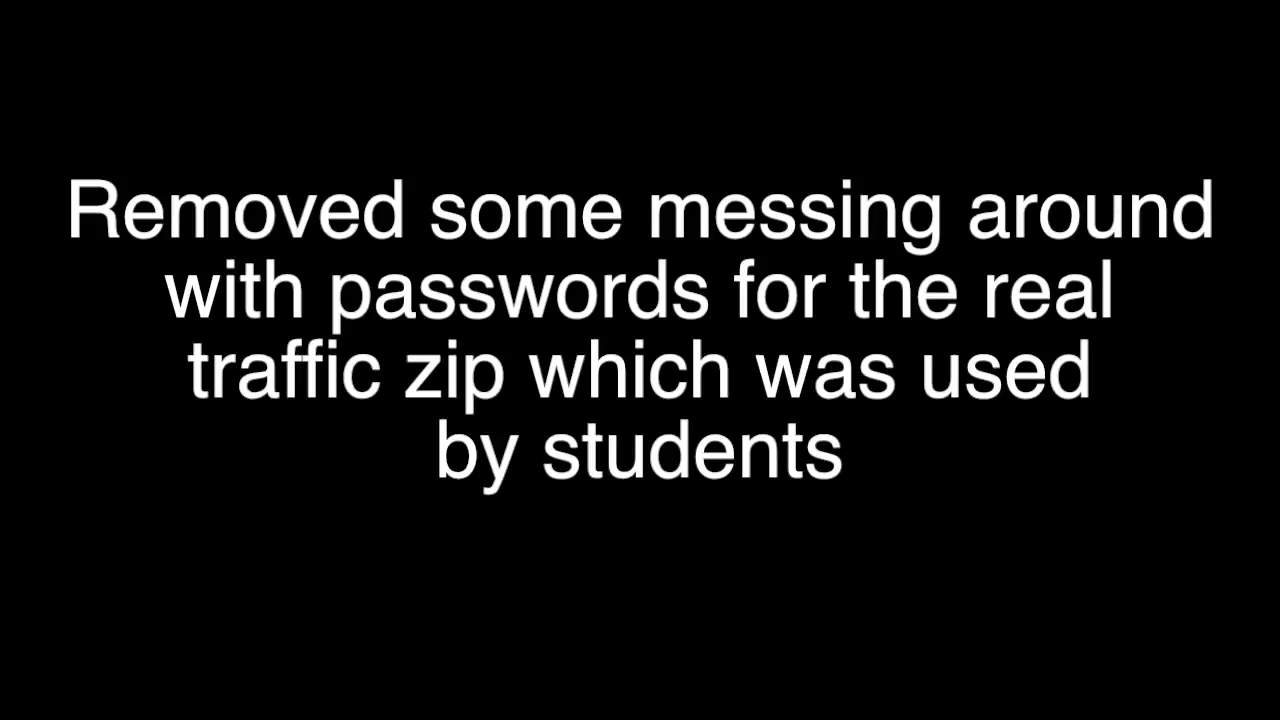 Removed some messing around
with passwords for the real
traffic zip which was used
by students